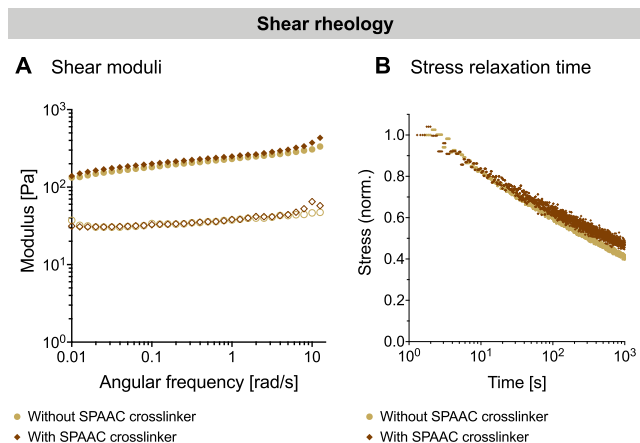 Shear rheology
A Shear moduli
B Stress relaxation time
Modulus [Pa]
10³
10²
10¹
10⁰
0.01 0.1 1 10
Angular frequency [rad/s]
Without SPAAC crosslinker
With SPAAC crosslinker
Stress (norm.)
1.0
0.8
0.6
0.4
0.2
0.0
10⁰ 10¹ 10² 10³
Time [s]
Without SPAAC crosslinker
With SPAAC crosslinker